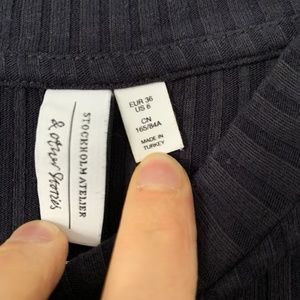 STOCKHOLM ATELIER
& other Stories
EUR 36
US 6
CN
165/84A
MADE IN
TURKEY